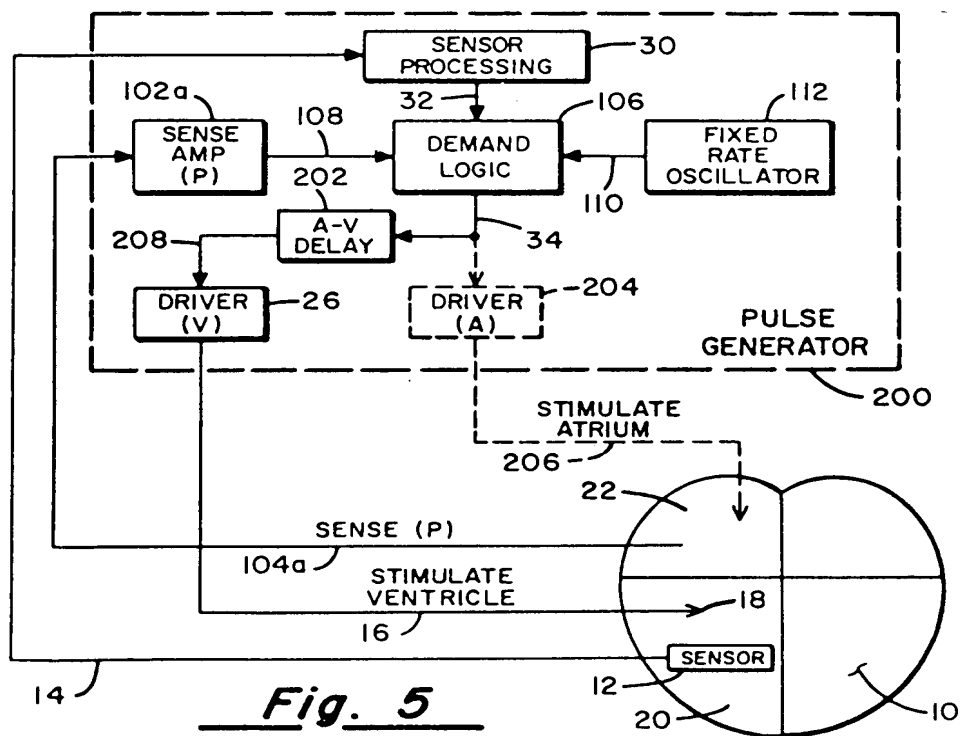 SENSOR
PROCESSING
30
32
102a
SENSE
AMP
(P)
108
DEMAND
LOGIC
106
112
FIXED
RATE
OSCILLATOR
110
202
A-V
DELAY
34
208
DRIVER
(V)
26
DRIVER
(A)
204
PULSE
GENERATOR
200
STIMULATE
ATRIUM
206
22
SENSE (P)
104a
STIMULATE
VENTRICLE
16
18
SENSOR
14
12
20
10
Fig. 5